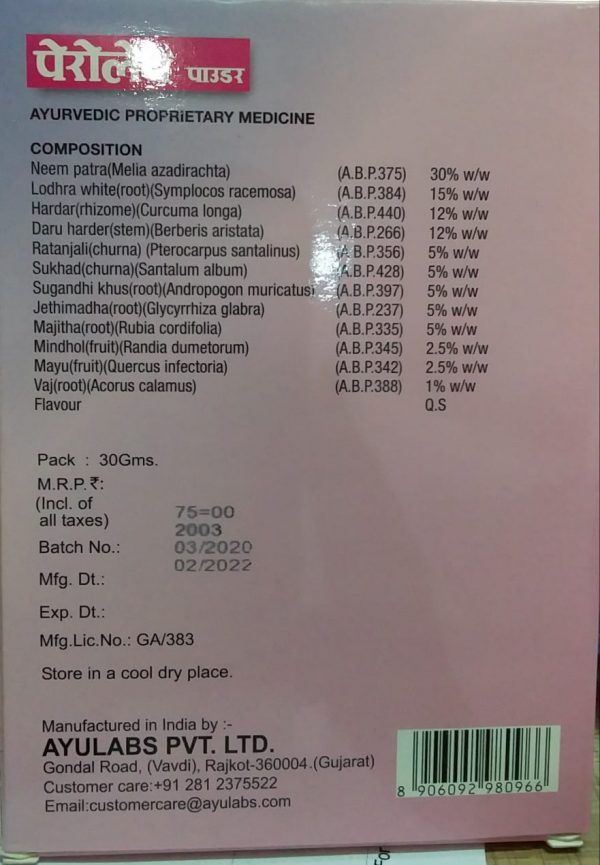 पाउडर
AYURVEDIC PROPRIETARY MEDICINE
COMPOSITION
Neem patra(Melia azadirachta) (A.B.P.375) 30% w/w
Lodhra white(root)(Symplocos racemosa) (A.B.P.384) 15% w/w
Hardar(rhizome)(Curcuma longa) (A.B.P.440) 12% w/w
Daru harder(stem)(Berberis aristata) (A.B.P.266) 12% w/w
Ratanjali(churna) (Pterocarpus santalinus) (A.B.P.356) 5% w/w
Sukhad(churna)(Santalum album) (A.B.P.428) 5% w/w
Sugandhi khus(root)(Andropogon muricatus) (A.B.P.397) 5% w/w
Jethimadha(root)(Glycyrrhiza glabra) (A.B.P.237) 5% w/w
Majitha(root)(Rubia cordifolia) (A.B.P.335) 5% w/w
Mindhol(fruit)(Randia dumetorum) (A.B.P.345) 2.5% w/w
Mayu(fruit)(Quercus infectoria) (A.B.P.342) 2.5% w/w
Vaj(root)(Acorus calamus) (A.B.P.388) 1% w/w
Flavour Q.S
Pack : 30Gms.
M.R.P.₹:
(Incl. of
all taxes) 75=00
2003
Batch No.: 03/2020
02/2022
Mfg. Dt.:
Exp. Dt.:
Mfg.Lic.No.: GA/383
Store in a cool dry place.
Manufactured in India by :-
AYULABS PVT. LTD.
Gondal Road, (Vavdi), Rajkot-360004.(Gujarat)
Customer care:+91 281 2375522
Email:customercare@ayulabs.com
8 906092 980966
For